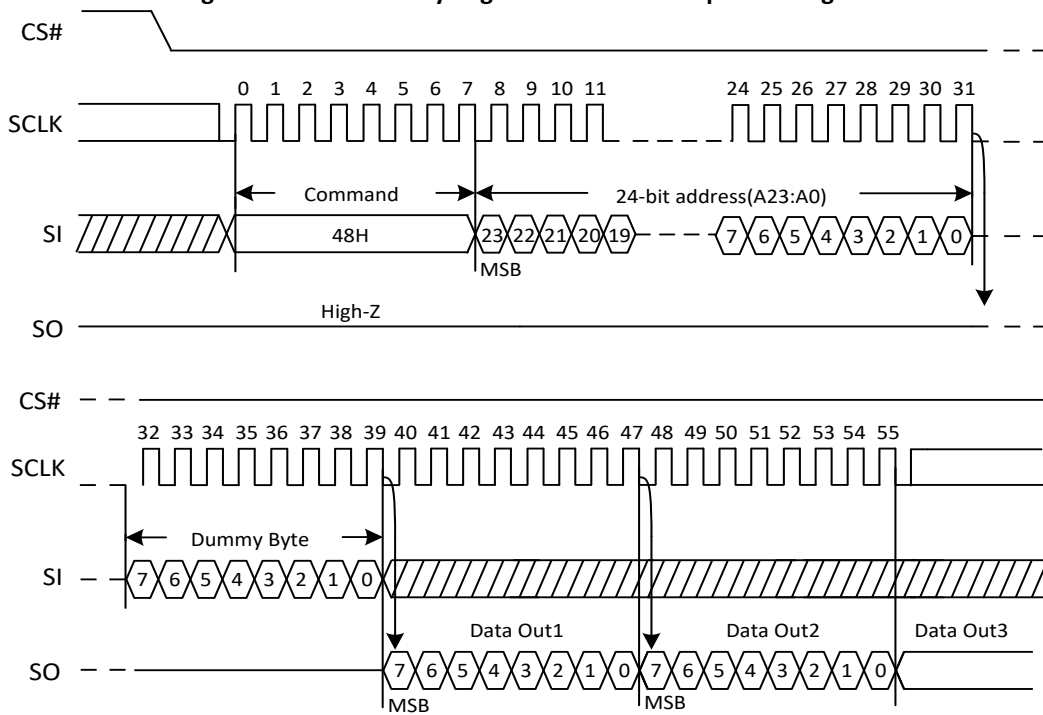 CS#
0 1 2 3 4 5 6 7 8 9 10 11 24 25 26 27 28 29 30 31
SCLK
Command 24-bit address(A23:A0)
SI 48H 23 22 21 20 19 7 6 5 4 3 2 1 0
MSB
High-Z
SO
CS#
32 33 34 35 36 37 38 39 40 41 42 43 44 45 46 47 48 49 50 51 52 53 54 55
SCLK
Dummy Byte
SI 7 6 5 4 3 2 1 0
Data Out1 Data Out2 Data Out3
SO 7 6 5 4 3 2 1 0 7 6 5 4 3 2 1 0
MSB MSB